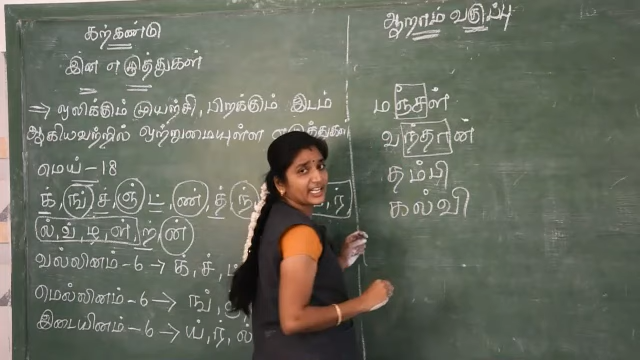 கற்கண்டு
இன எழுத்துகள்
⇒ ஒலிக்கும் முயற்சி, பிறக்கும் இடம்
ஆகியவற்றில் ஒற்றுமையுள்ள எழுத்துகள்
மெய் - 18
க், ங், ச், ஞ், ட், ண், த், ந், ர்
ல், வ், ழ், ள், ற், ன்
வல்லினம் - 6 → க், ச்,
மெல்லினம் - 6 → ங்,
இடையினம் - 6 → ய், ர், ல்
ஆறாம் வகுப்பு
மஞ்சள்
வந்தான்
தம்பி
கல்வி